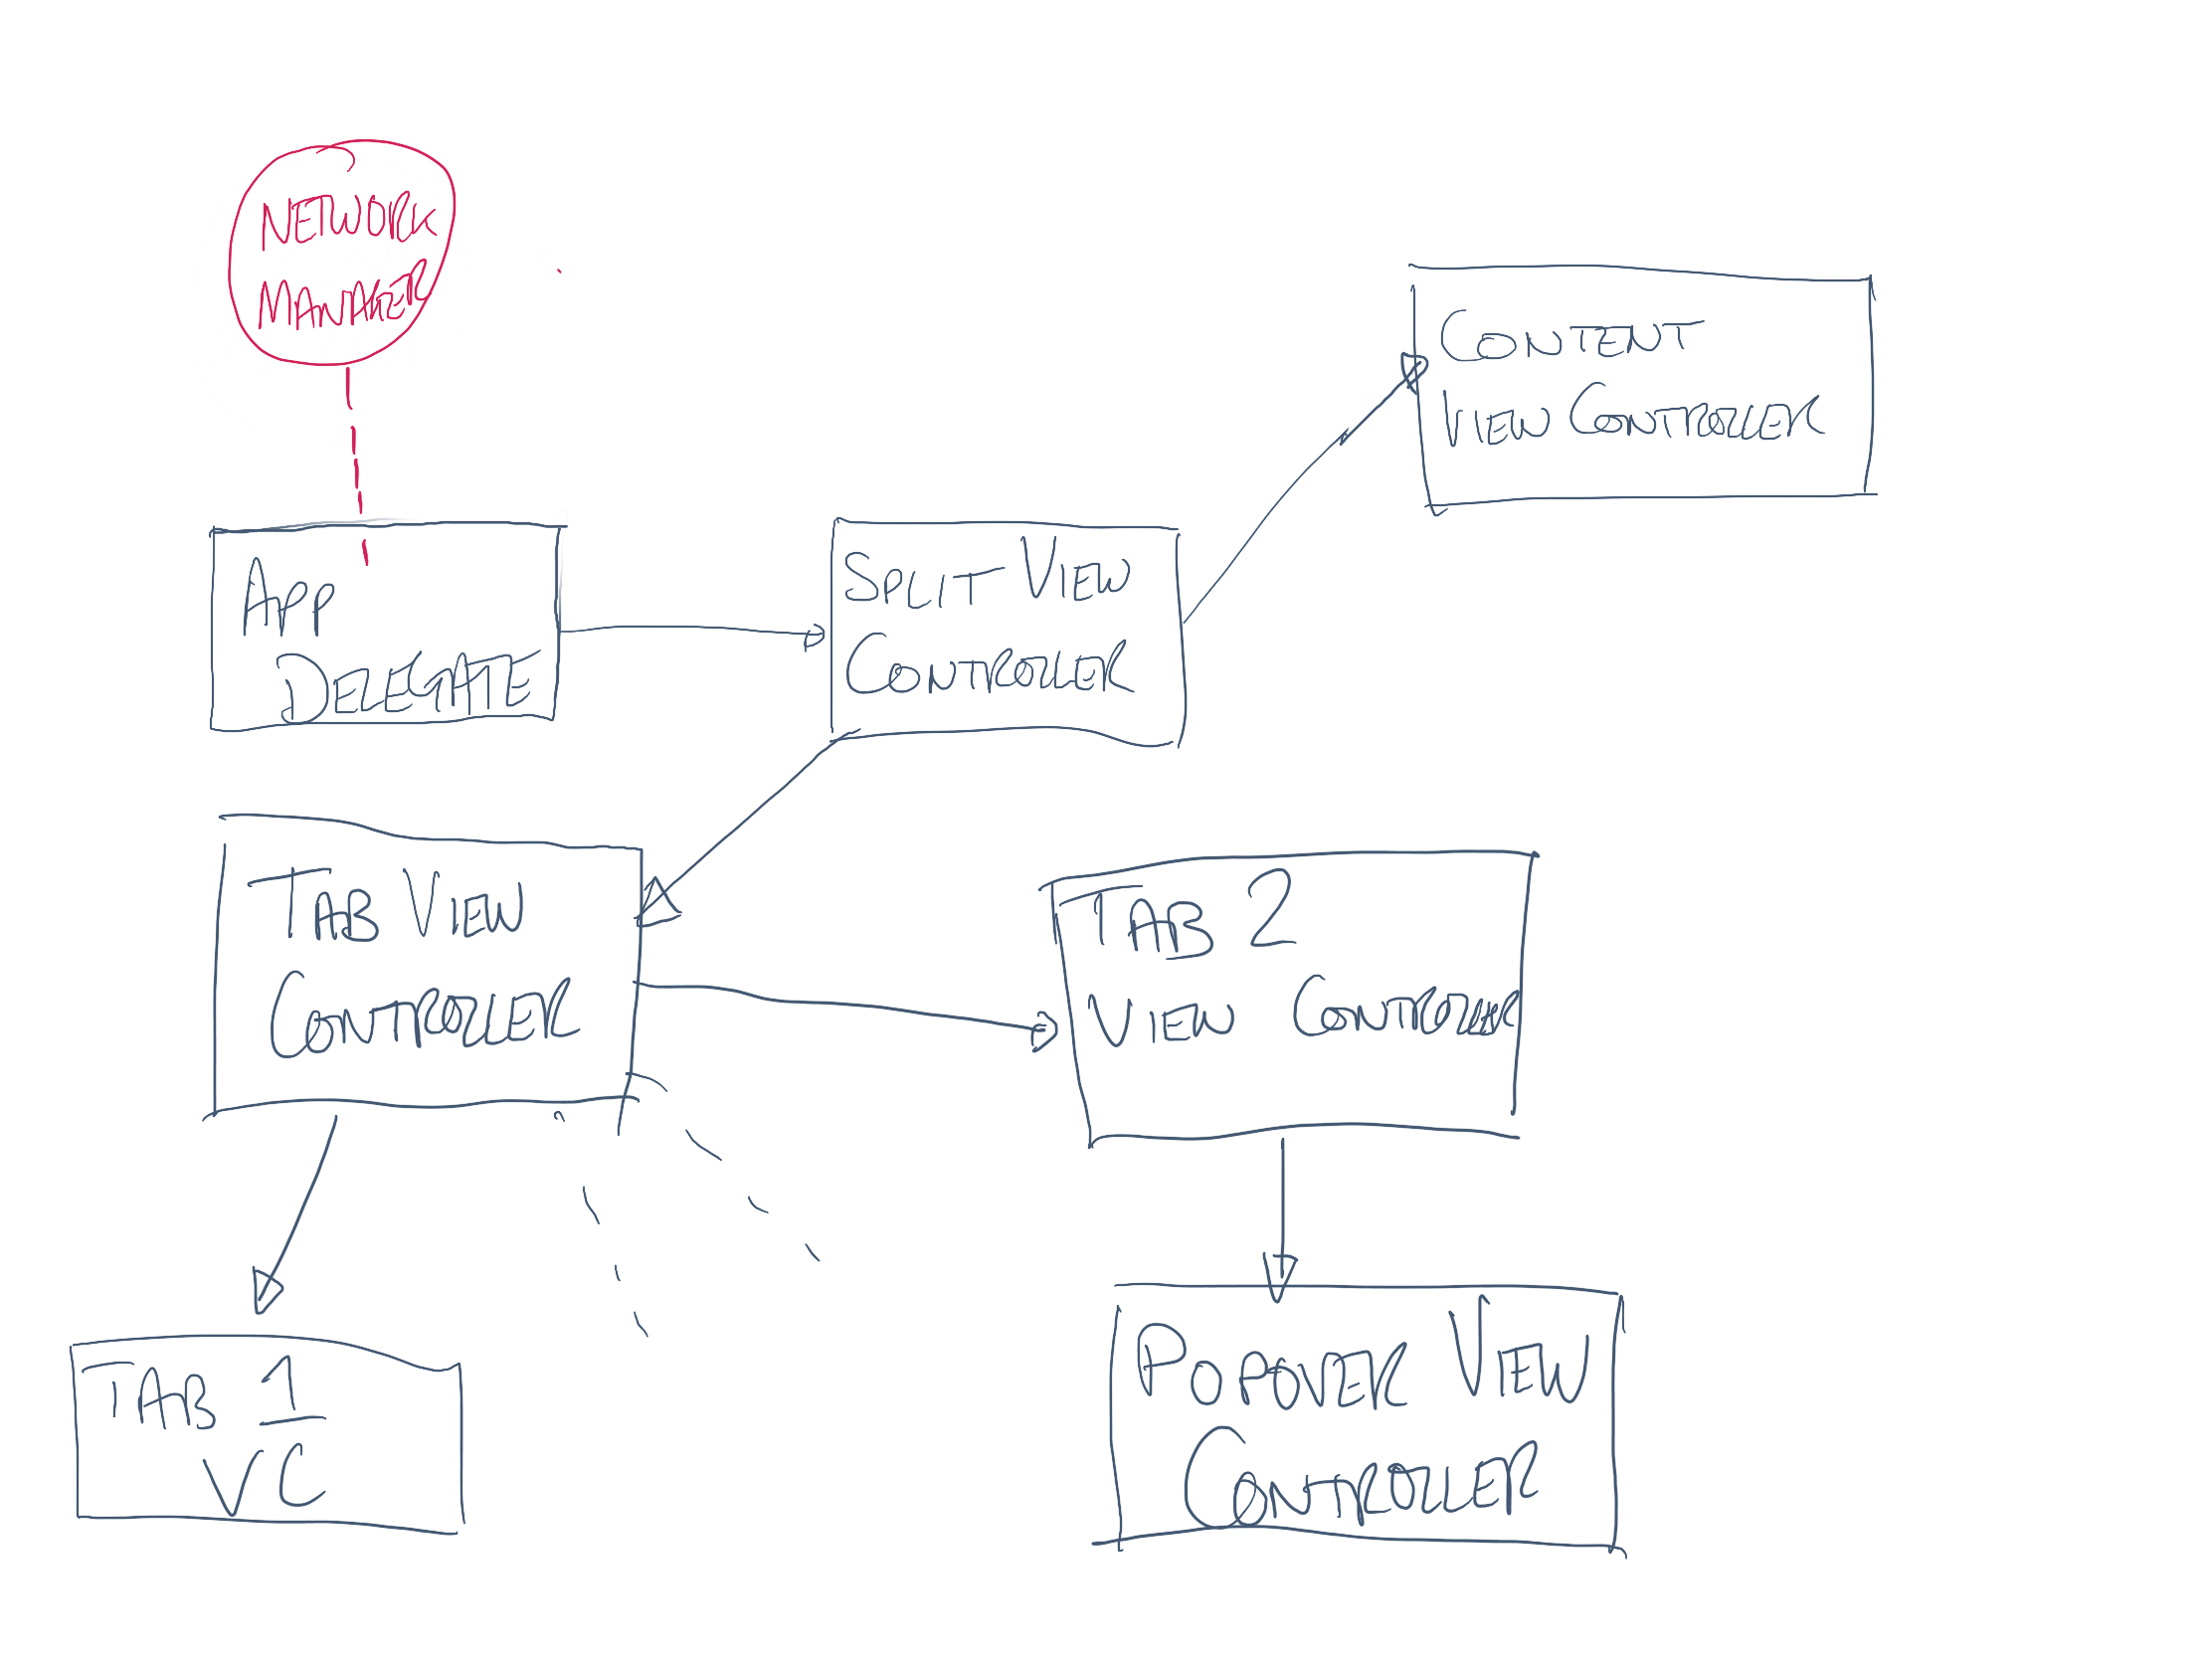 NETWORK
MANAGER
CONTENT
VIEW CONTROLLER
APP
DELEGATE
SPLIT VIEW
CONTROLLER
TAB VIEW
CONTROLLER
TAB 2
VIEW CONTROLLER
TAB 1
VC
POPOVER VIEW
CONTROLLER